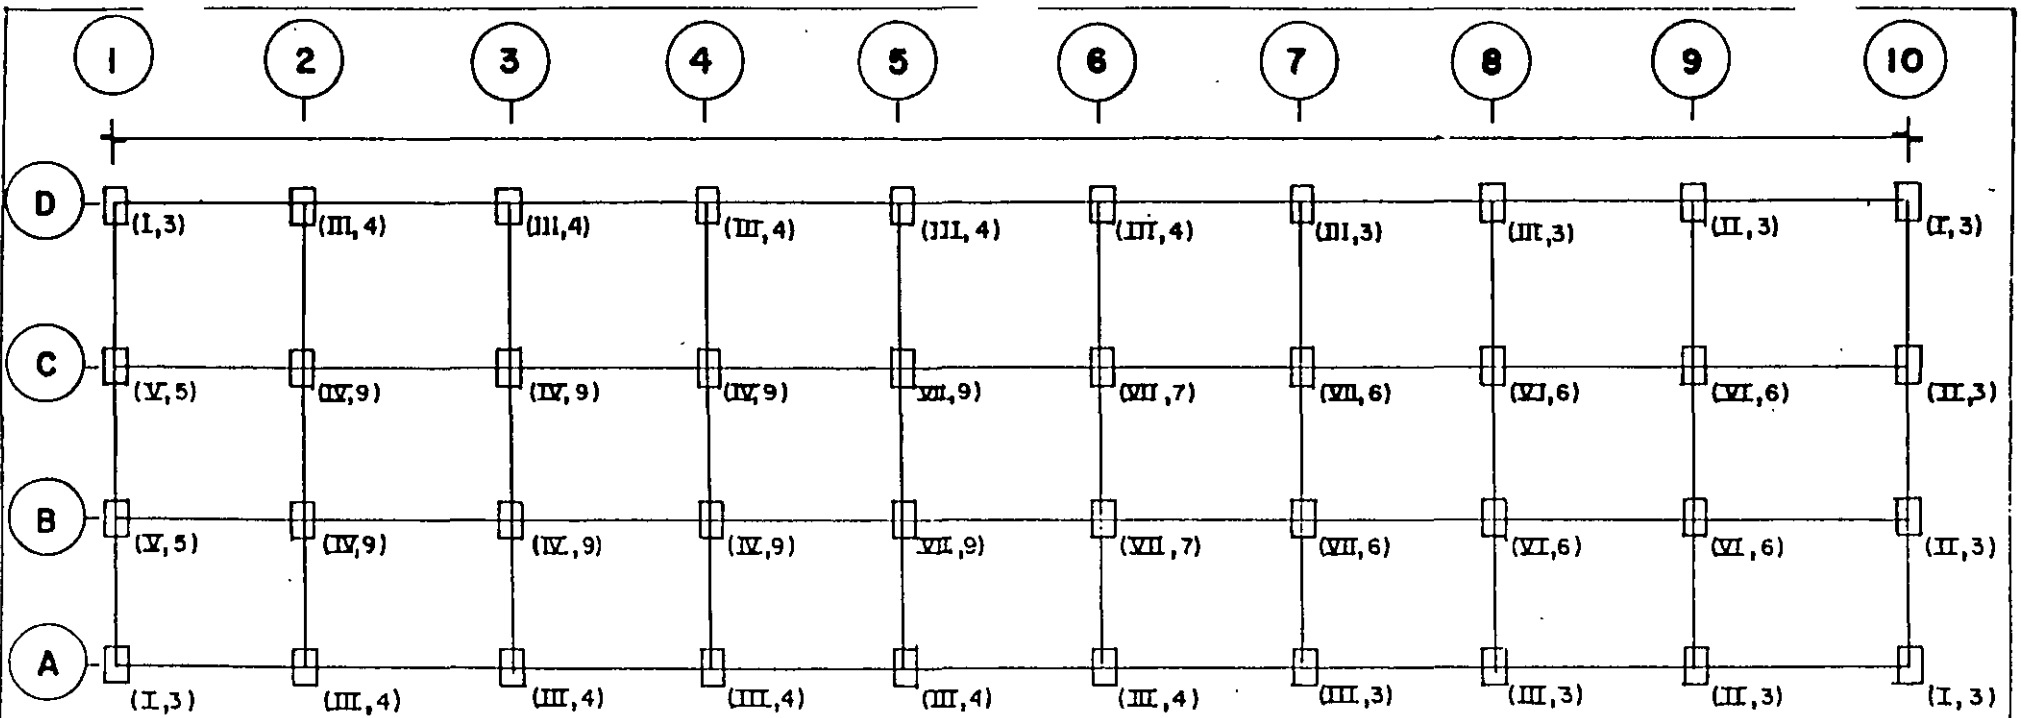 1 2 3 4 5 6 7 8 9 10
D
(I,3) (III,4) (III,4) (III,4) (III,4) (III,4) (III,3) (III,3) (II,3) (I,3)
C
(V,5) (IV,9) (IV,9) (IV,9) VII,9) (VII,7) (VII,6) (VI,6) (VI,6) (II,3)
B
(V,5) (IV,9) (IV,9) (IV,9) VII,9) (VII,7) (VII,6) (VI,6) (VI,6) (II,3)
A
(I,3) (III,4) (III,4) (III,4) (III,4) (III,4) (III,3) (III,3) (II,3) (I,3)